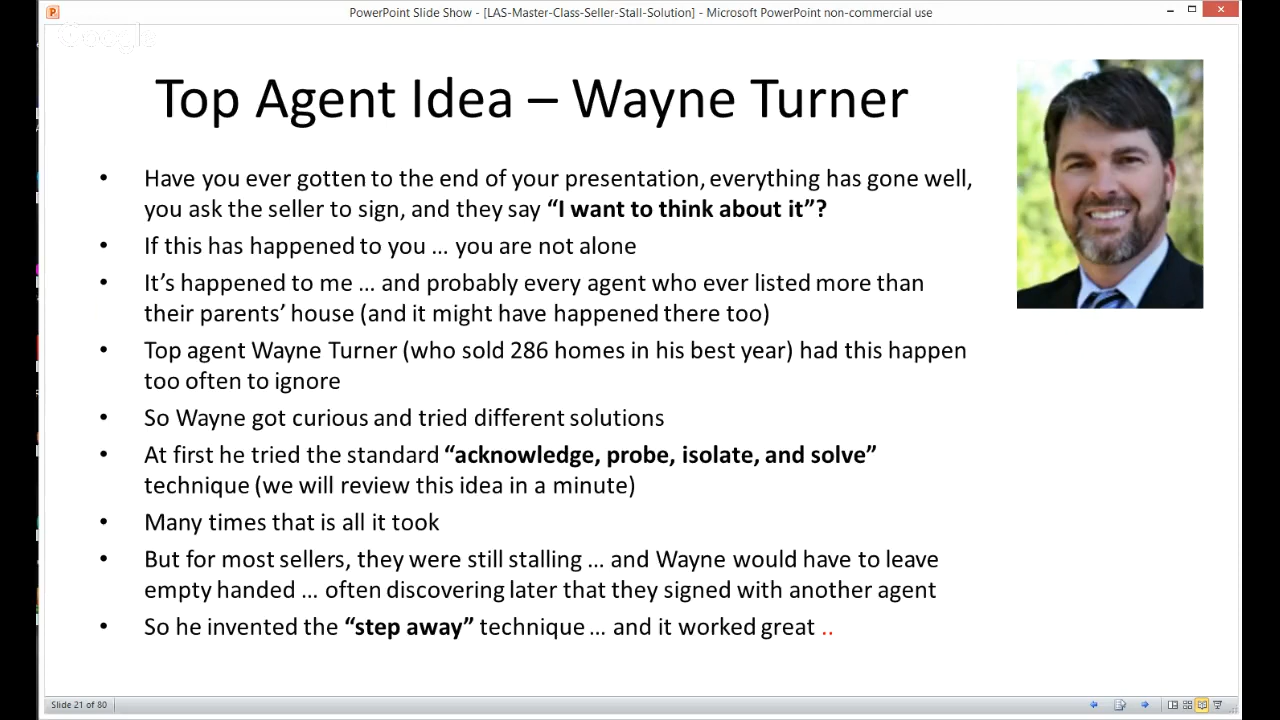 PowerPoint Slide Show - [LAS-Master-Class-Seller-Stall-Solution] - Microsoft PowerPoint non-commercial use
Google
Top Agent Idea – Wayne Turner
• Have you ever gotten to the end of your presentation, everything has gone well,
you ask the seller to sign, and they say “I want to think about it”?
• If this has happened to you … you are not alone
• It’s happened to me … and probably every agent who ever listed more than
their parents’ house (and it might have happened there too)
• Top agent Wayne Turner (who sold 286 homes in his best year) had this happen
too often to ignore
• So Wayne got curious and tried different solutions
• At first he tried the standard “acknowledge, probe, isolate, and solve”
technique (we will review this idea in a minute)
• Many times that is all it took
• But for most sellers, they were still stalling … and Wayne would have to leave
empty handed … often discovering later that they signed with another agent
• So he invented the “step away” technique … and it worked great ..
Slide 21 of 80